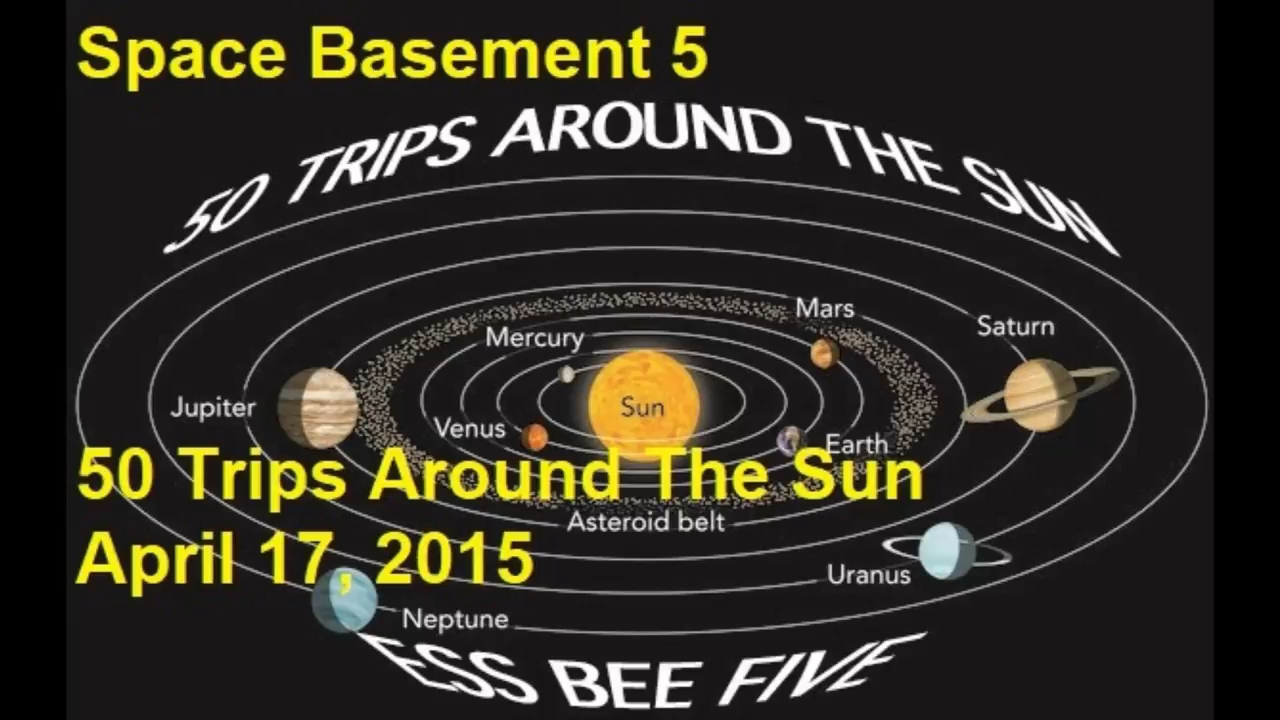 Space Basement 5
50 TRIPS AROUND THE SUN
Mars
Saturn
Mercury
Jupiter
Sun
Venus
Earth
50 Trips Around The Sun
Asteroid belt
April 17, 2015
Uranus
Neptune
ESS BEE FIVE